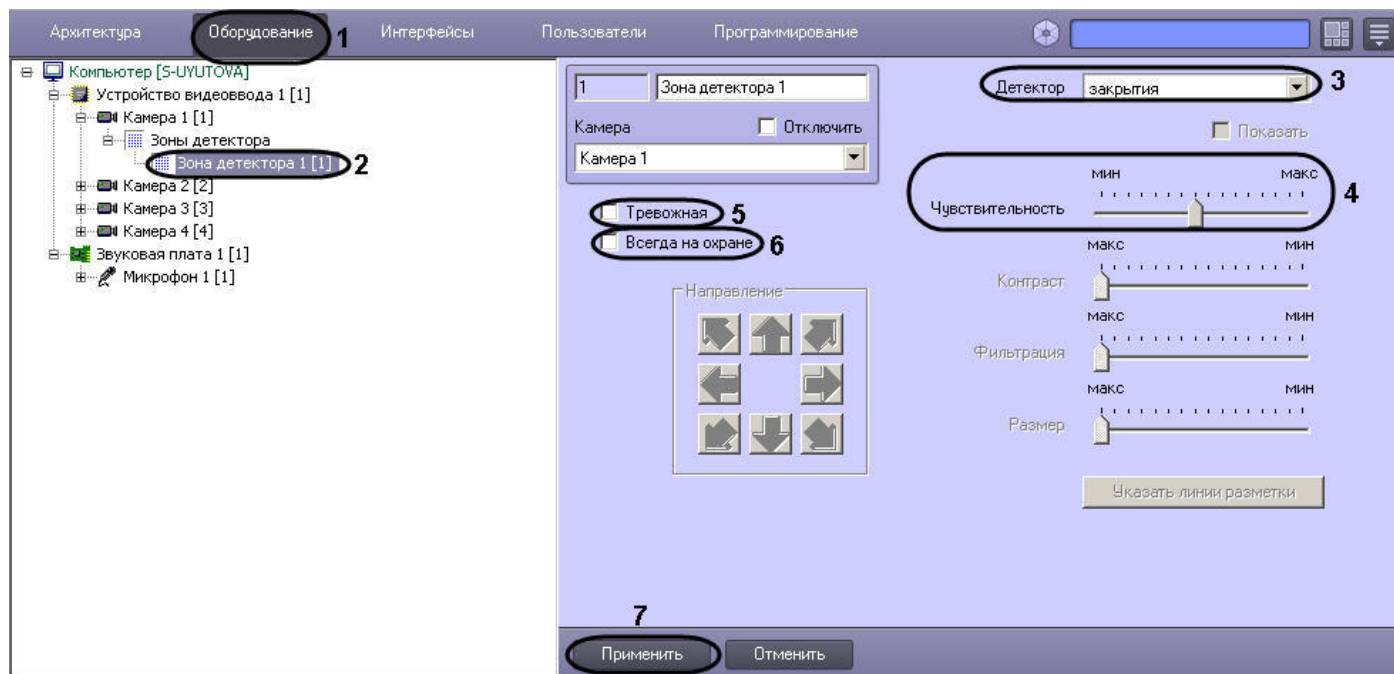 Архитектура Оборудование 1 Интерфейсы Пользователи Программирование
Компьютер [S-UYUTOVA]
Устройство видеоввода 1 [1]
Камера 1 [1]
Зоны детектора
Зона детектора 1 [1] 2
Камера 2 [2]
Камера 3 [3]
Камера 4 [4]
Звуковая плата 1 [1]
Микрофон 1 [1]
1 Зона детектора 1
Камера Отключить
Камера 1
Тревожная 5
Всегда на охране 6
Направление
Детектор закрытия 3
Показать
мин макс
Чувствительность 4
макс мин
Контраст
макс мин
Фильтрация
макс мин
Размер
Указать линии разметки
7
Применить Отменить